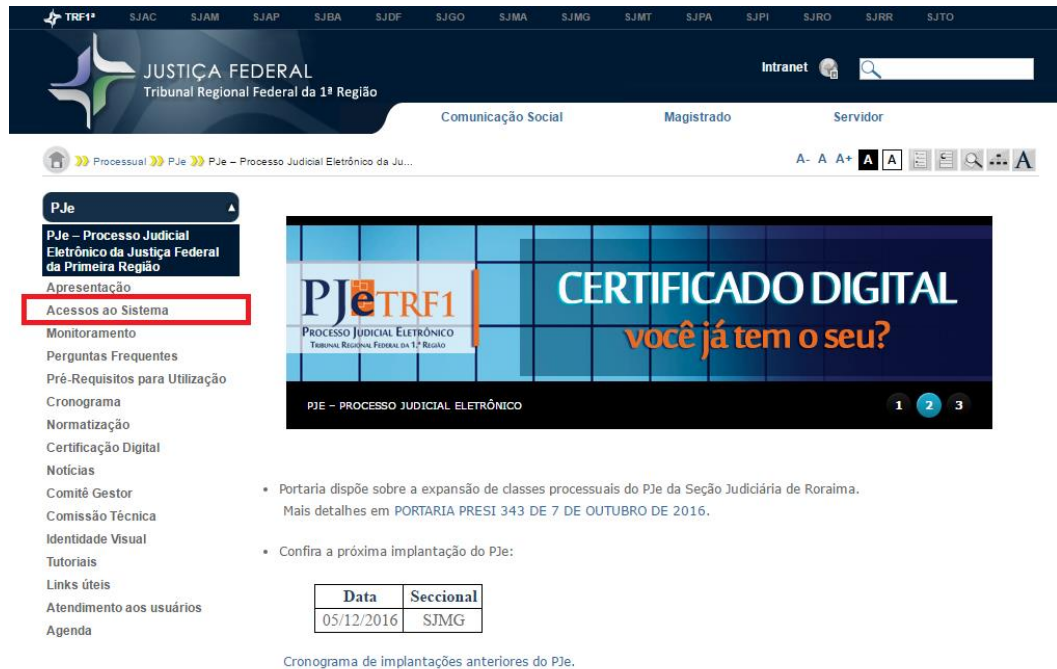 TRF1ª SJAC SJAM SJAP SJBA SJDF SJGO SJMA SJMG SJMT SJPA SJPI SJRO SJRR SJTO
JUSTIÇA FEDERAL
Tribunal Regional Federal da 1ª Região
Intranet
Comunicação Social Magistrado Servidor
Processual PJe PJe – Processo Judicial Eletrônico da Ju...
A- A A+ A A A
PJe
PJe – Processo Judicial
Eletrônico da Justiça Federal
da Primeira Região
Apresentação
Acessos ao Sistema
Monitoramento
Perguntas Frequentes
Pré-Requisitos para Utilização
Cronograma
Normatização
Certificação Digital
Notícias
Comitê Gestor
Comissão Técnica
Identidade Visual
Tutoriais
Links úteis
Atendimento aos usuários
Agenda
PJeTRF1
PROCESSO JUDICIAL ELETRÔNICO
TRIBUNAL REGIONAL FEDERAL DA 1.ª REGIÃO
CERTIFICADO DIGITAL
você já tem o seu?
PJE – PROCESSO JUDICIAL ELETRÔNICO
1 2 3
• Portaria dispõe sobre a expansão de classes processuais do PJe da Seção Judiciária de Roraima.
Mais detalhes em PORTARIA PRESI 343 DE 7 DE OUTUBRO DE 2016.
• Confira a próxima implantação do PJe:
Data Seccional
05/12/2016 SJMG
Cronograma de implantações anteriores do PJe.